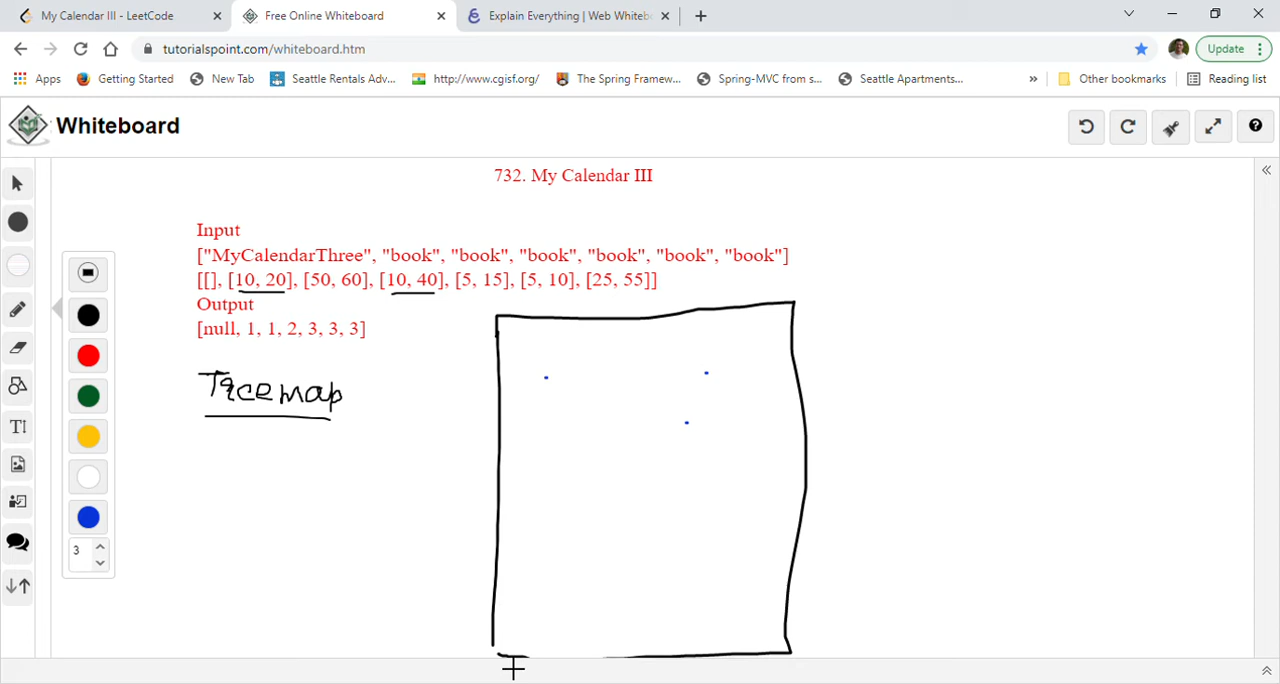 My Calendar III - LeetCode
Free Online Whiteboard
Explain Everything | Web Whiteb
tutorialspoint.com/whiteboard.htm
Update
Apps
Getting Started
New Tab
Seattle Rentals Adv...
http://www.cgisf.org/
The Spring Framew...
Spring-MVC from s...
Seattle Apartments...
»
Other bookmarks
Reading list
Whiteboard
732. My Calendar III
Input
["MyCalendarThree", "book", "book", "book", "book", "book", "book"]
[[], [10, 20], [50, 60], [10, 40], [5, 15], [5, 10], [25, 55]]
Output
[null, 1, 1, 2, 3, 3, 3]
TI
3